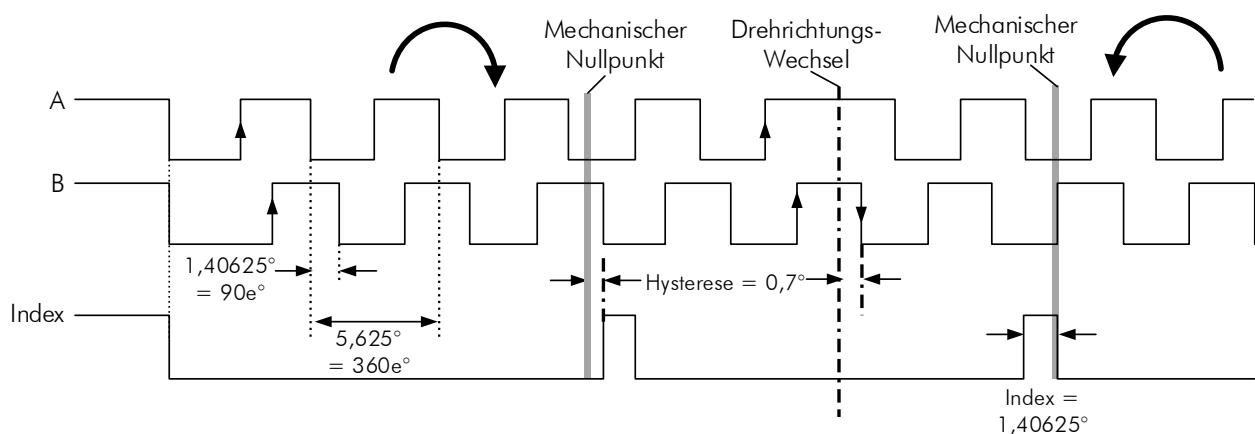 Mechanischer
Nullpunkt
Drehrichtungs-
Wechsel
Mechanischer
Nullpunkt
A
B
1,40625°
= 90e°
Hysterese = 0,7°
Index
5,625°
= 360e°
Index =
1,40625°